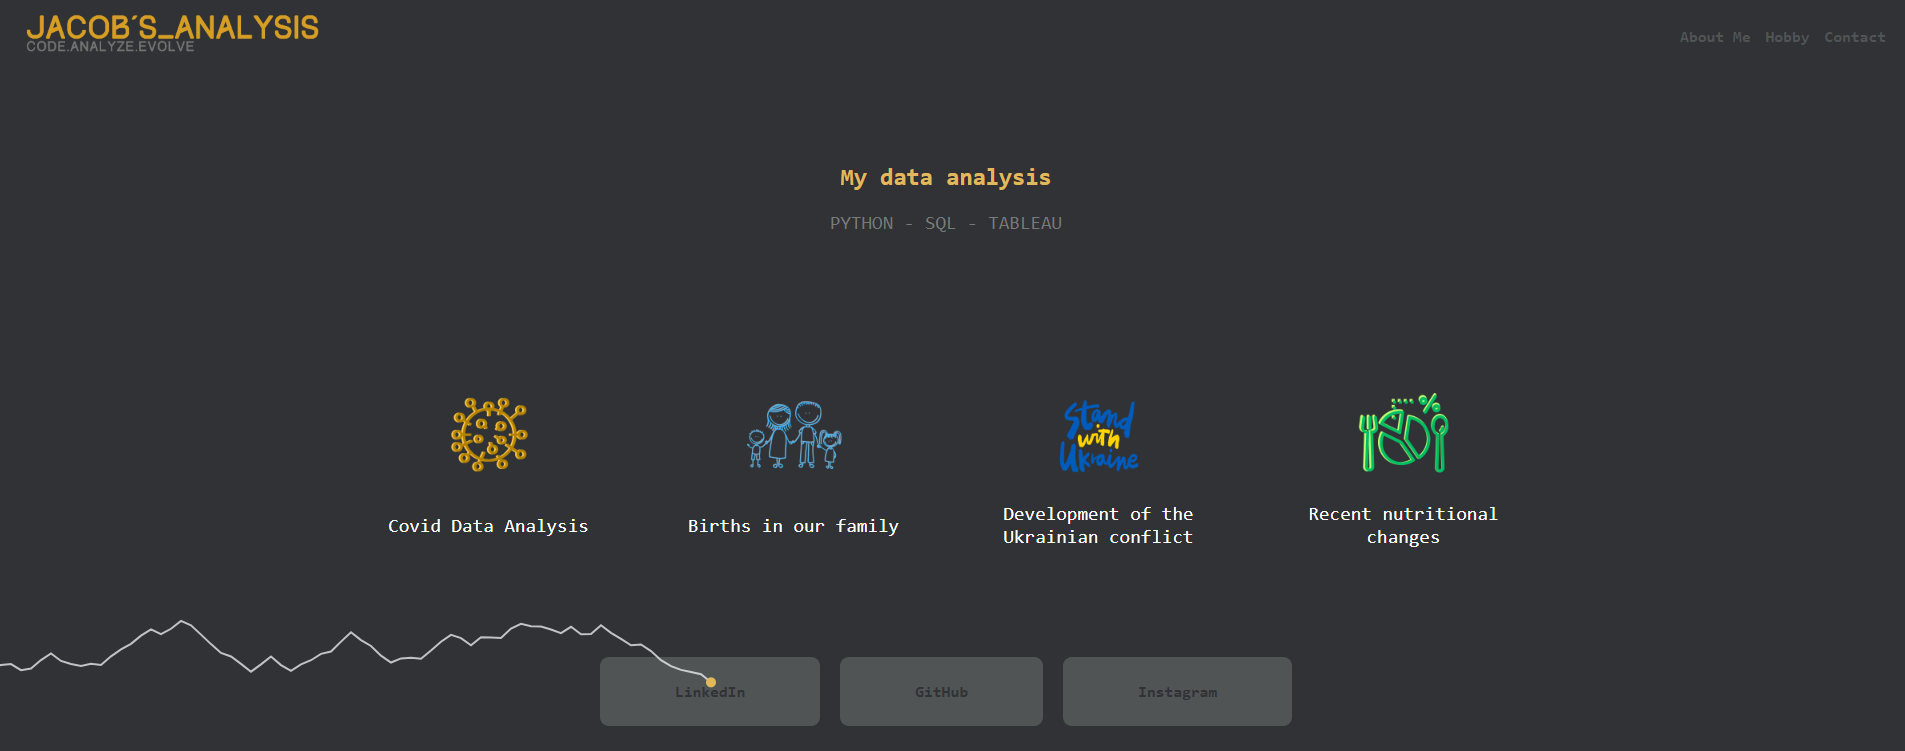 JACOB´S_ANALYSIS
CODE.ANALYZE.EVOLVE
About Me Hobby Contact
My data analysis
PYTHON - SQL - TABLEAU
Stand
with
Ukraine
%
Covid Data Analysis
Births in our family
Development of the
Ukrainian conflict
Recent nutritional
changes
LinkedIn
GitHub
Instagram